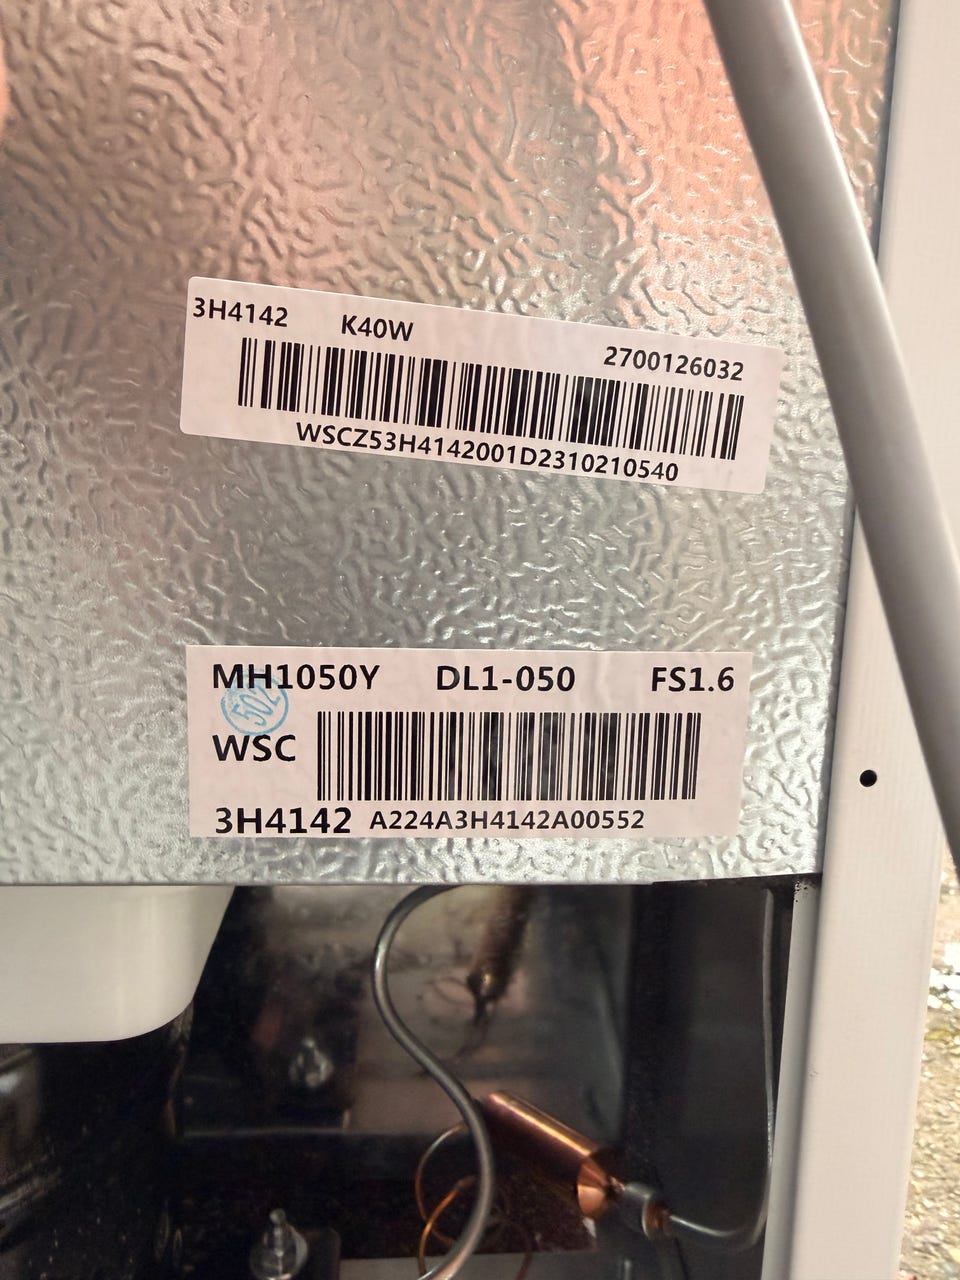 3H4142 K40W 2700126032
WSCZ53H4142001D2310210540
MH1050Y DL1-050 FS1.6
502
WSC
3H4142 A224A3H4142A00552